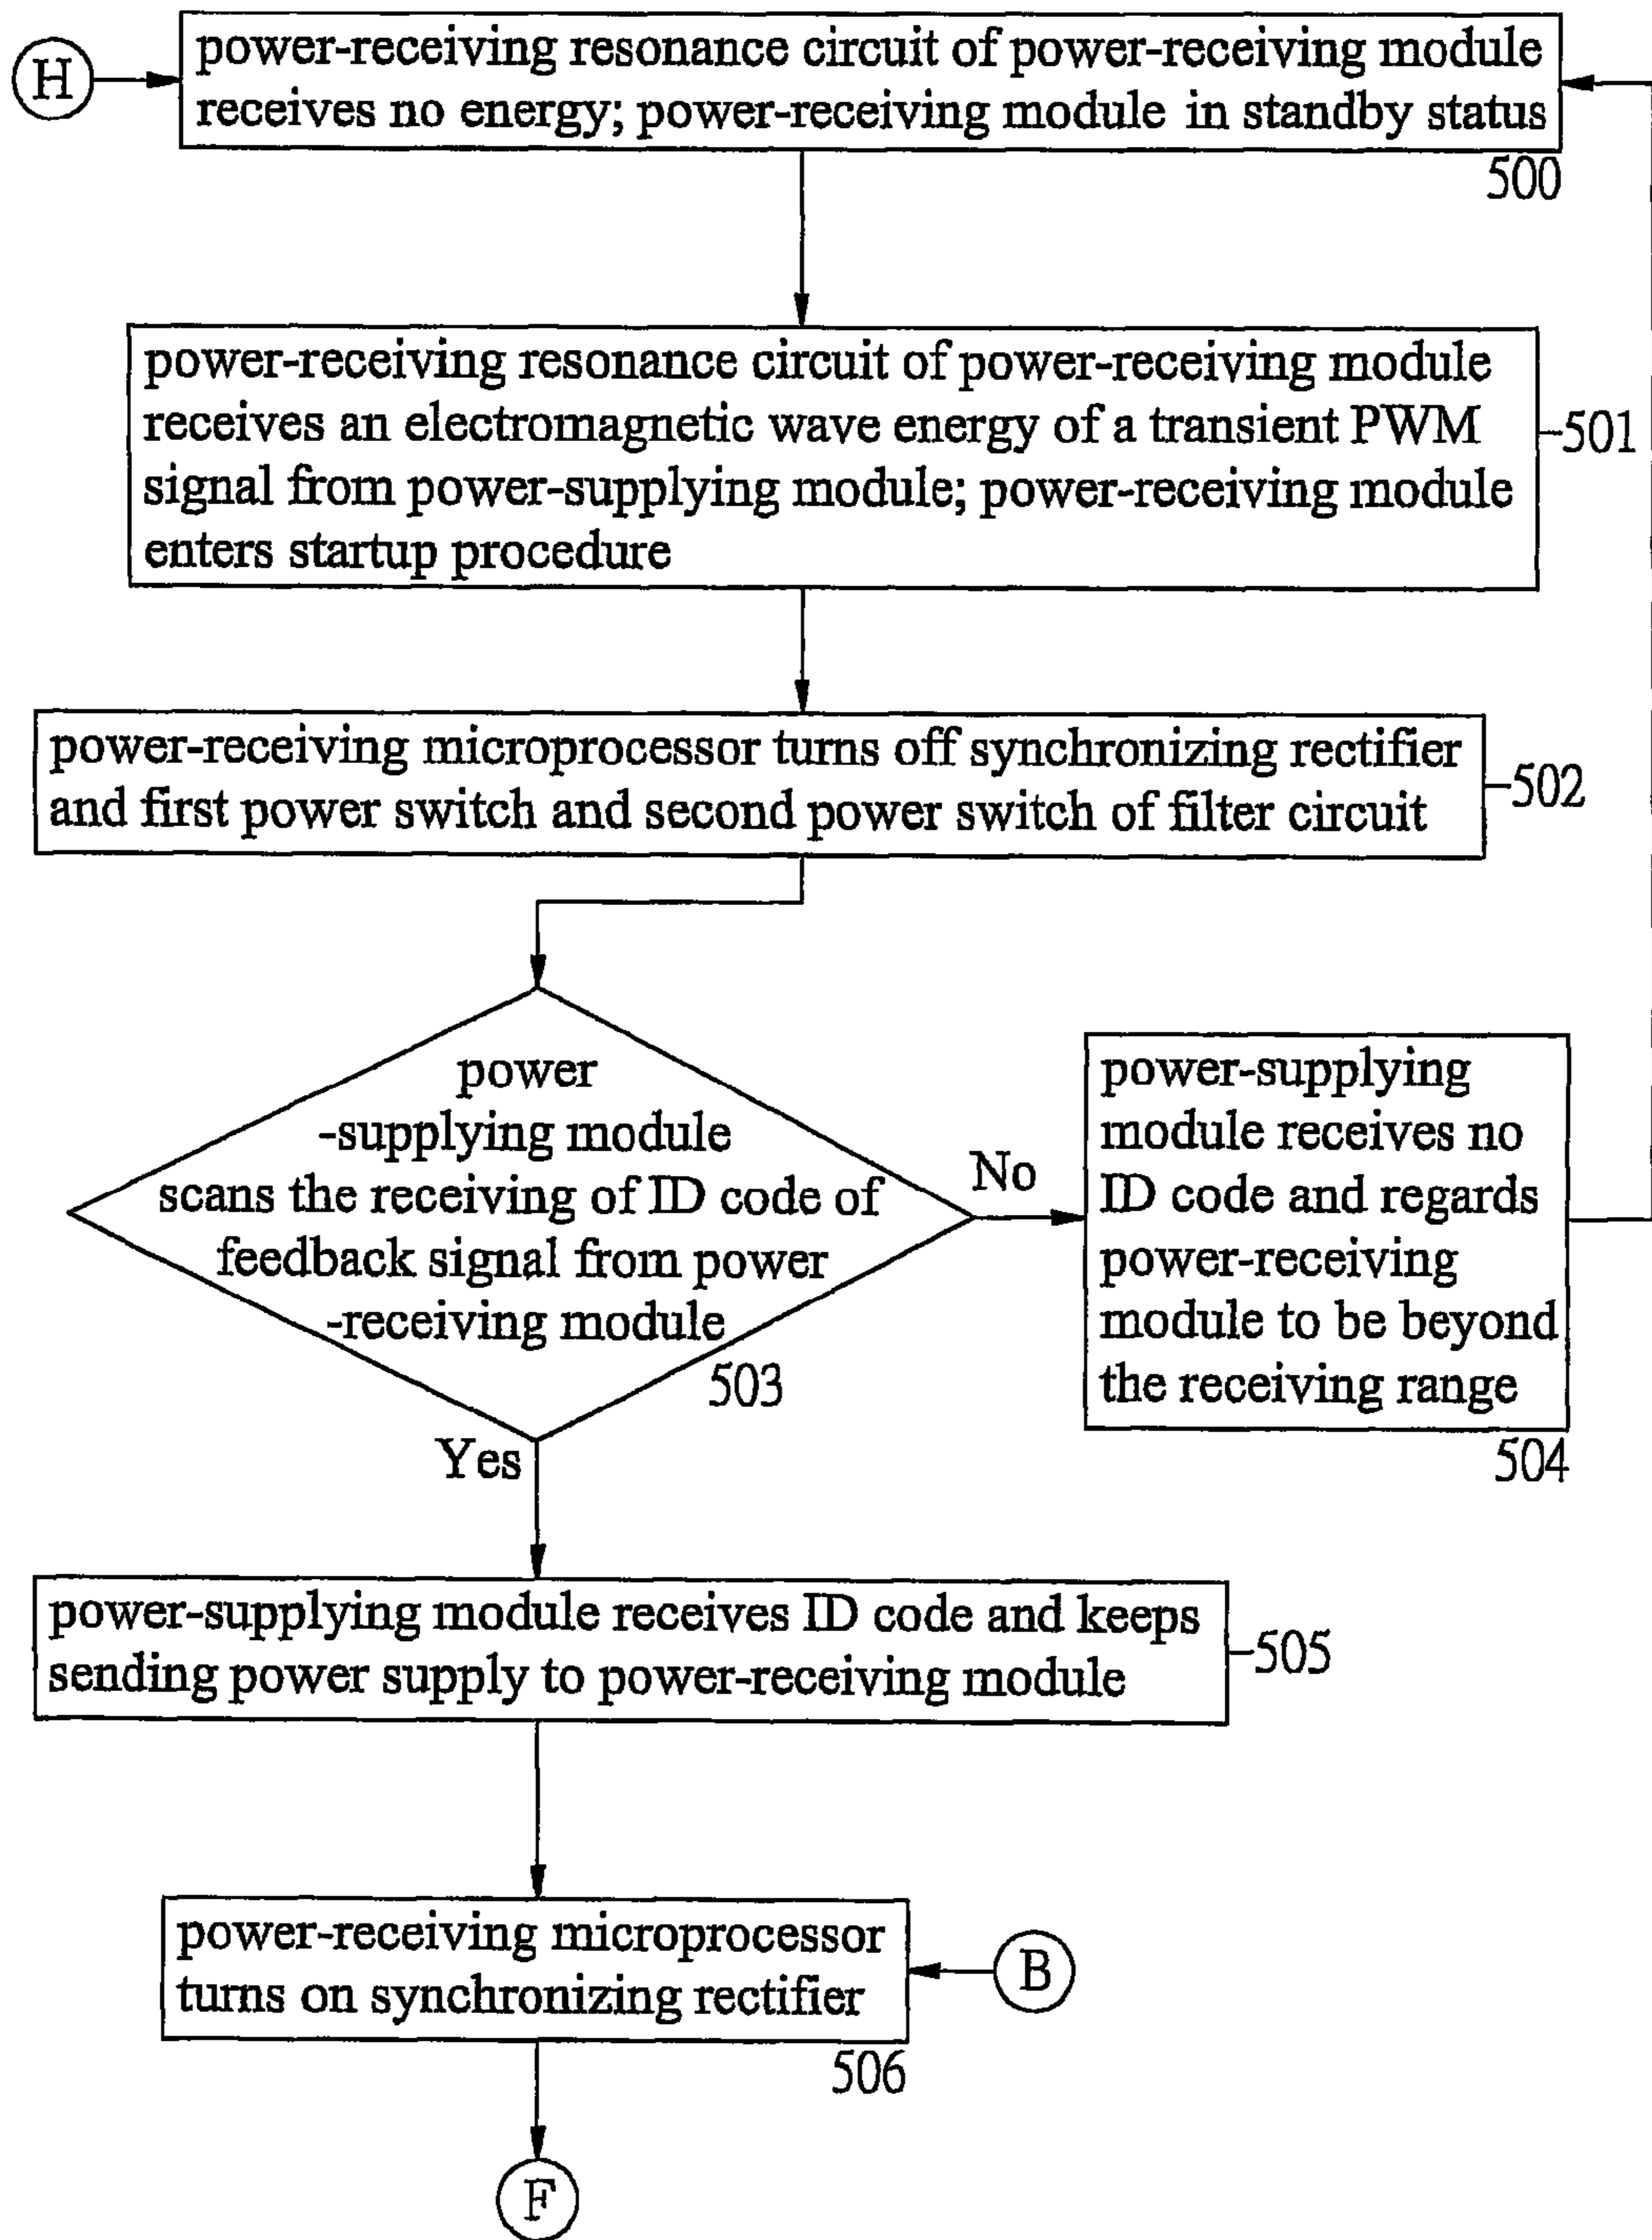 H
power-receiving resonance circuit of power-receiving module
receives no energy; power-receiving module in standby status
500
power-receiving resonance circuit of power-receiving module
receives an electromagnetic wave energy of a transient PWM
signal from power-supplying module; power-receiving module
enters startup procedure
501
power-receiving microprocessor turns off synchronizing rectifier
and first power switch and second power switch of filter circuit
502
power
-supplying module
scans the receiving of ID code of
feedback signal from power
-receiving module
503
No
power-supplying
module receives no
ID code and regards
power-receiving
module to be beyond
the receiving range
504
Yes
power-supplying module receives ID code and keeps
sending power supply to power-receiving module
505
power-receiving microprocessor
turns on synchronizing rectifier
506
B
F